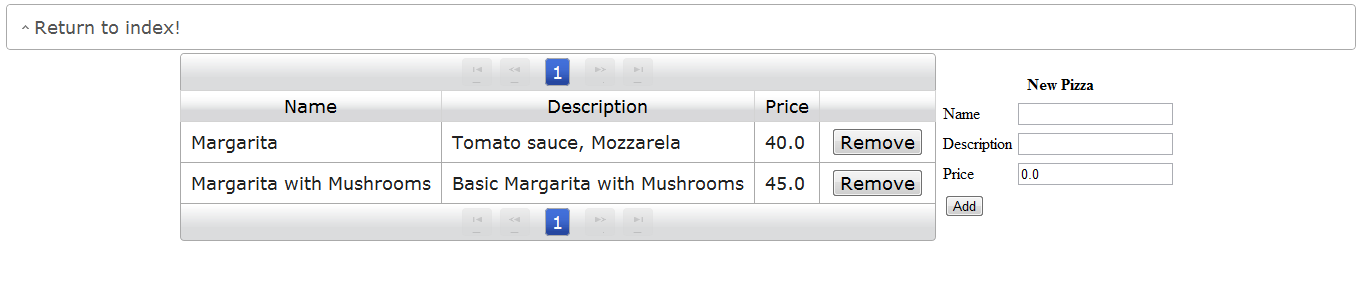 ^ Return to index!
1
Name Description Price
Margarita Tomato sauce, Mozzarela 40.0 Remove
Margarita with Mushrooms Basic Margarita with Mushrooms 45.0 Remove
1
New Pizza
Name
Description
Price 0.0
Add